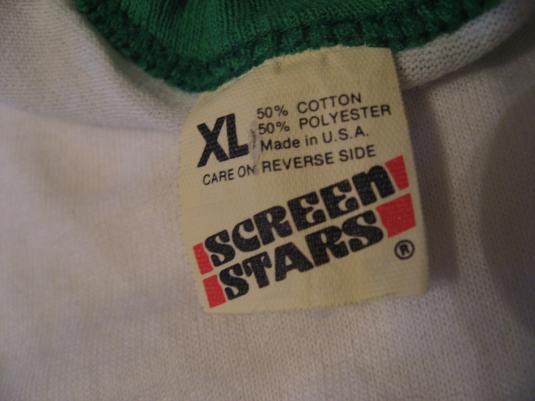 XL
50% COTTON
50% POLYESTER
Made in U.S.A.
CARE ON REVERSE SIDE
SCREEN
STARS
®